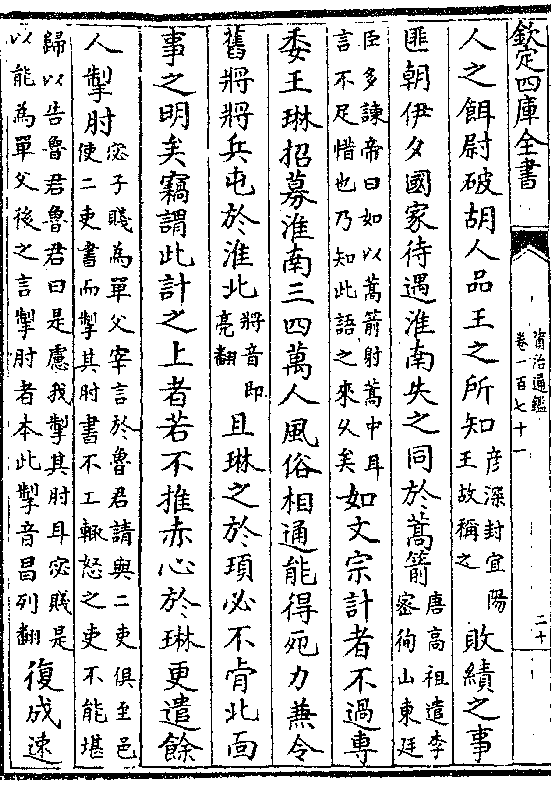 欽定四庫全書
資治通鑑
卷一百七十一
二十
人之餌尉破胡人品王之所知彦深封宜陽王故稱之敗績之事
匪朝伊夕國家待遇淮南失之同於蒿箭唐高祖遣李密徇山東廷
臣多諫帝曰如以蒿箭射蒿中耳言不足惜也乃知此語之來乆矣如文宗計者不過專
委王琳招募淮南三四萬人風俗相通能得死力兼令
舊將將兵屯於淮北將音即亮翻且琳之於頊必不肯北面
事之明矣竊謂此計之上者若不推赤心於琳更遣餘
人掣肘宓子賤為單父宰言於魯君請與二吏俱至邑使二吏書而掣其肘書不工輒怒之吏不能堪
歸以告魯君魯君曰是慮我掣其肘耳宓賤是以能為單父後之言掣肘者本此掣音昌列翻復成速